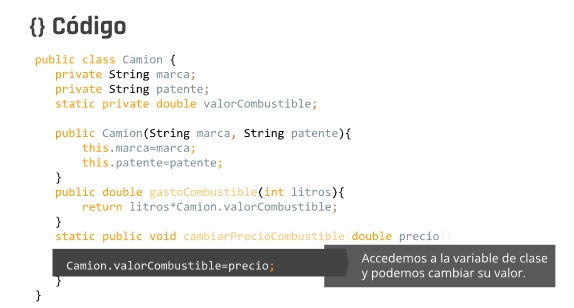 {} Código
public class Camion {
private String marca;
private String patente;
static private double valorCombustible;
public Camion(String marca, String patente){
this.marca=marca;
this.patente=patente;
}
public double gastoCombustible(int litros){
return litros*Camion.valorCombustible;
}
static public void cambiarPrecioCombustible(double precio){
Camion.valorCombustible=precio;
Accedemos a la variable de clase
y podemos cambiar su valor.
}
}